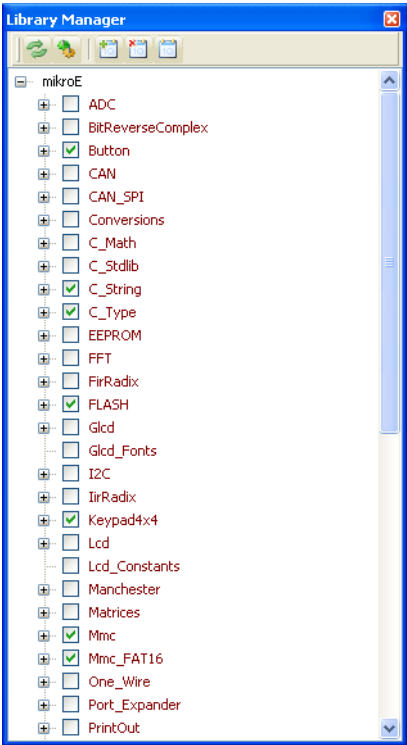 Library Manager
mikroE
ADC
BitReverseComplex
Button
CAN
CAN_SPI
Conversions
C_Math
C_Stdlib
C_String
C_Type
EEPROM
FFT
FirRadix
FLASH
Glcd
Glcd_Fonts
I2C
IirRadix
Keypad4x4
Lcd
Lcd_Constants
Manchester
Matrices
Mmc
Mmc_FAT16
One_Wire
Port_Expander
PrintOut